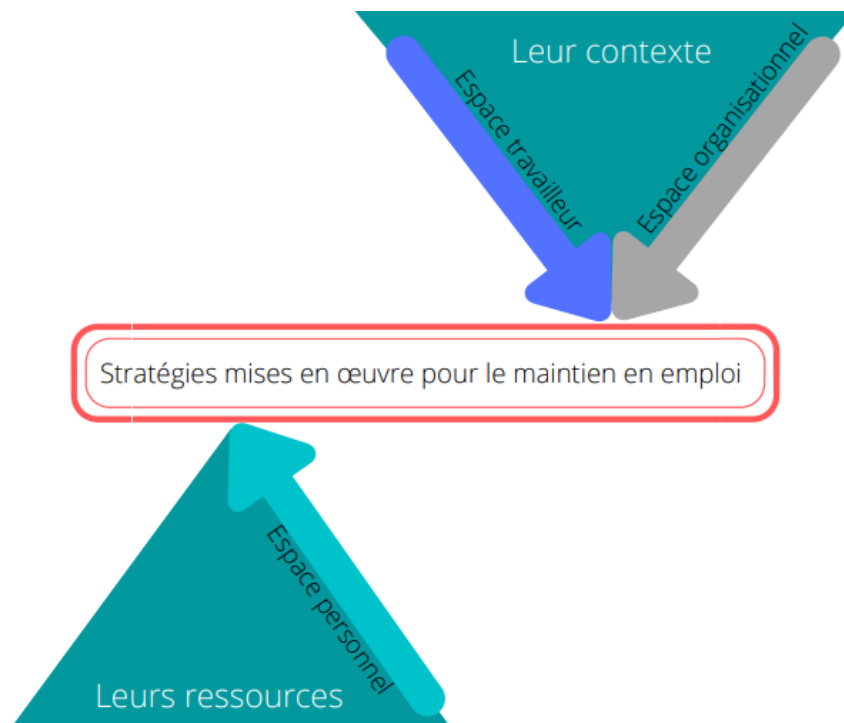 Leur contexte
Espace travailleur
Espace organisationnel
Stratégies mises en œuvre pour le maintien en emploi
Espace personnel
Leurs ressources